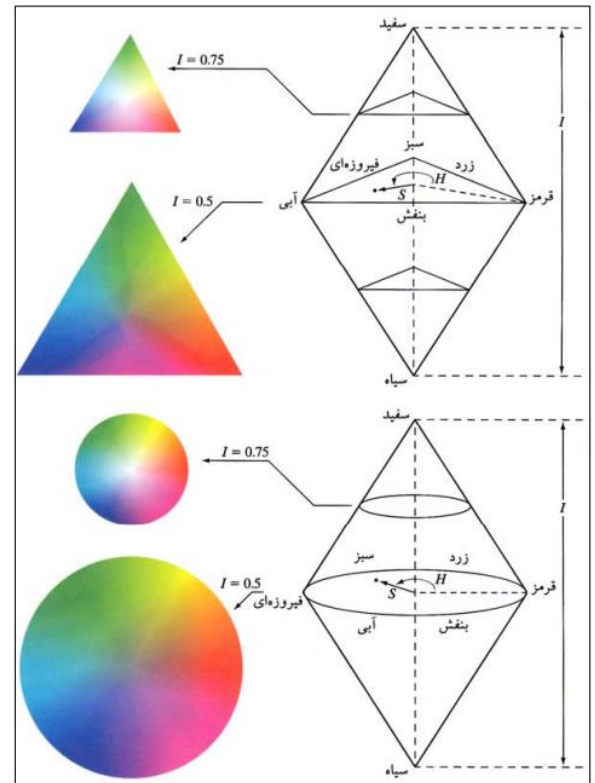 سفید
I = 0.75
I
سبز
فیروزه‌ای
زرد
H
I = 0.5
S
آبی
قرمز
بنفش
سیاه
سفید
I = 0.75
I
سبز
زرد
I = 0.5
H
S
فیروزه‌ای
قرمز
آبی
بنفش
سیاه